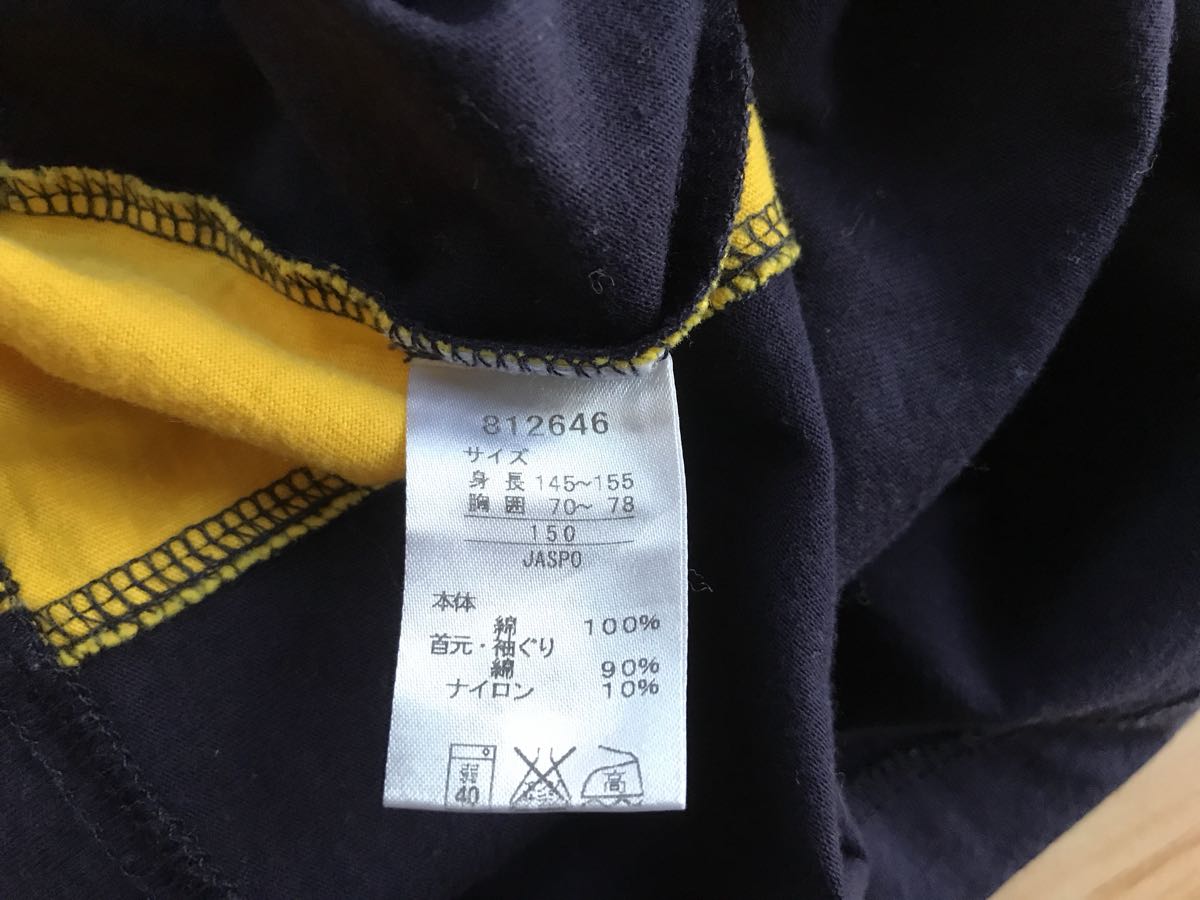 812646
サイズ
身長 145~155
胸囲 70~ 78
150
JASPO
本体
綿 100%
首元・袖ぐり
綿 90%
ナイロン 10%
40 高